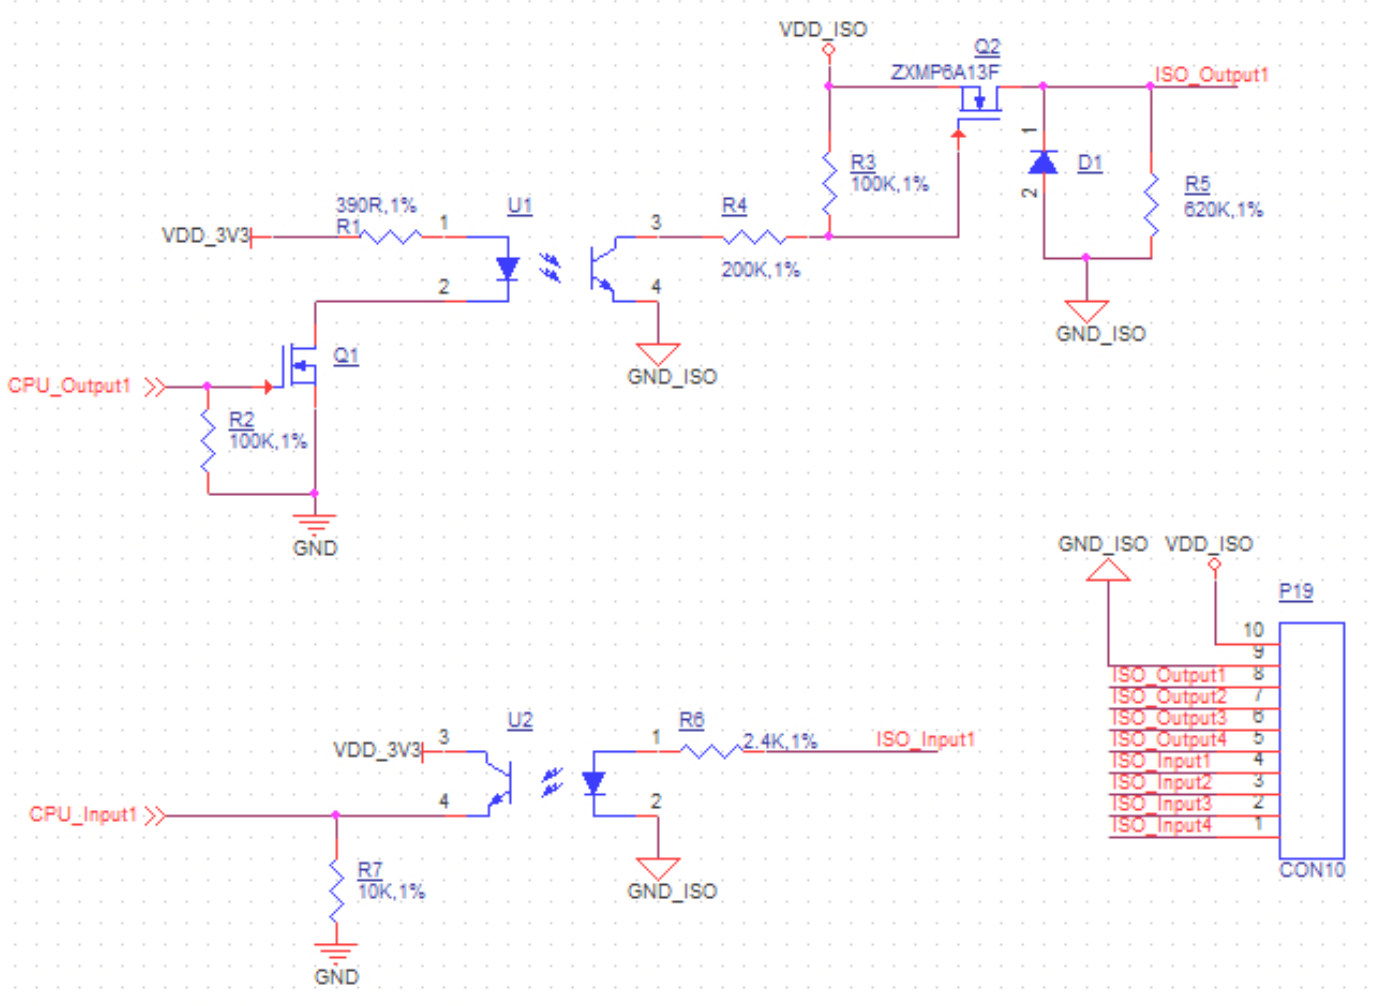 VDD_ISO
Q2
ZXMP6A13F
ISO_Output1
1
D1
2
R3
100K,1%
R5
620K,1%
390R,1%
R1
VDD_3V3
1
U1
3
R4
200K,1%
2
4
GND_ISO
GND_ISO
CPU_Output1
Q1
R2
100K,1%
GND
GND_ISO
VDD_ISO
P19
10
9
ISO_Output1 8
ISO_Output2 7
ISO_Output3 6
ISO_Output4 5
ISO_Input1 4
ISO_Input2 3
ISO_Input3 2
ISO_Input4 1
CON10
U2
VDD_3V3
3
1
R6
2.4K,1%
ISO_Input1
CPU_Input1
4
2
R7
10K,1%
GND_ISO
GND